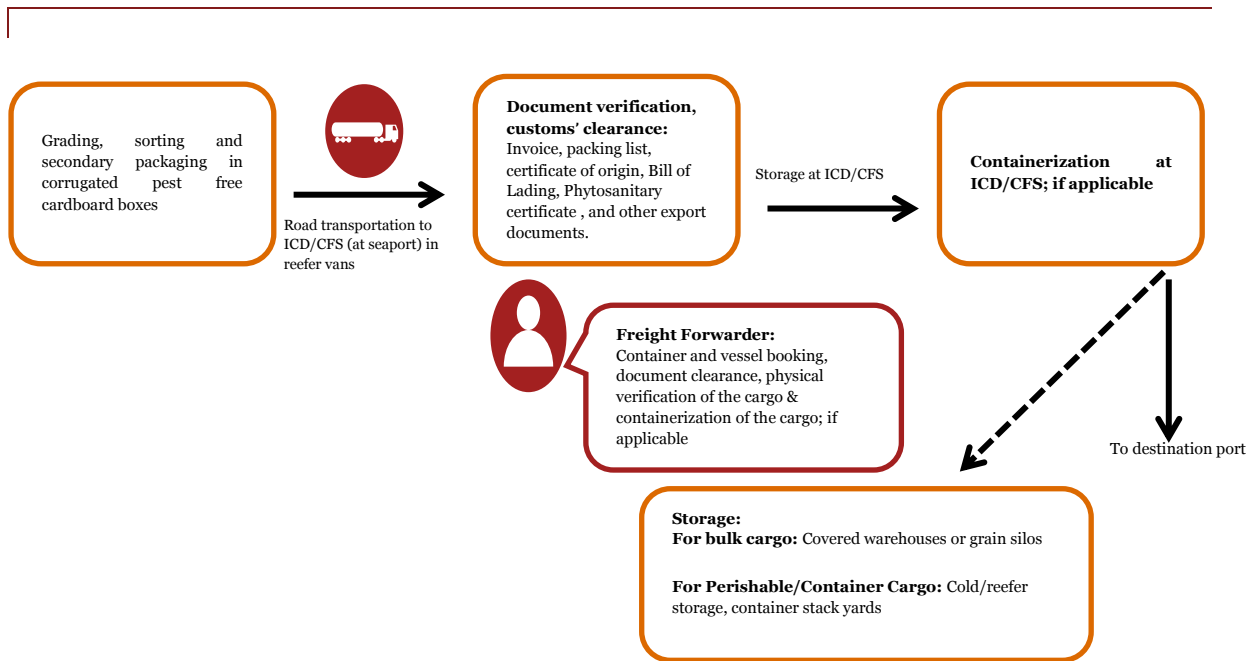 Grading, sorting and
secondary packaging in
corrugated pest free
cardboard boxes
Road transportation to
ICD/CFS (at seaport) in
reefer vans
Document verification,
customs’ clearance:
Invoice, packing list,
certificate of origin, Bill of
Lading, Phytosanitary
certificate , and other export
documents.
Storage at ICD/CFS
Containerization at
ICD/CFS; if applicable
Freight Forwarder:
Container and vessel booking,
document clearance, physical
verification of the cargo &
containerization of the cargo; if
applicable
To destination port
Storage:
For bulk cargo: Covered warehouses or grain silos
For Perishable/Container Cargo: Cold/reefer
storage, container stack yards